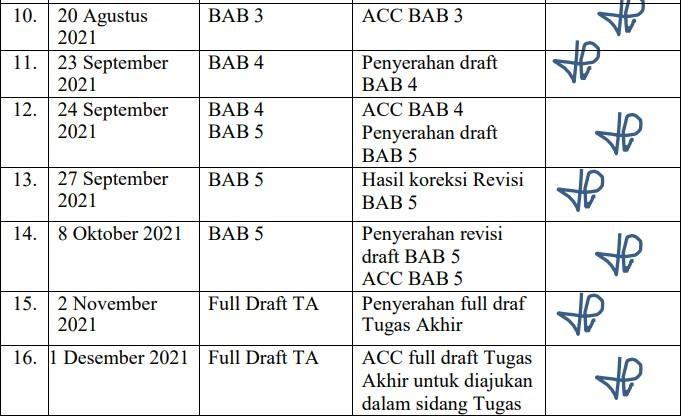 10. 20 Agustus 2021 BAB 3 ACC BAB 3
11. 23 September 2021 BAB 4 Penyerahan draft BAB 4
12. 24 September 2021 BAB 4 BAB 5 ACC BAB 4 Penyerahan draft BAB 5
13. 27 September 2021 BAB 5 Hasil koreksi Revisi BAB 5
14. 8 Oktober 2021 BAB 5 Penyerahan revisi draft BAB 5 ACC BAB 5
15. 2 November 2021 Full Draft TA Penyerahan full draf Tugas Akhir
16. 1 Desember 2021 Full Draft TA ACC full draft Tugas Akhir untuk diajukan dalam sidang Tugas